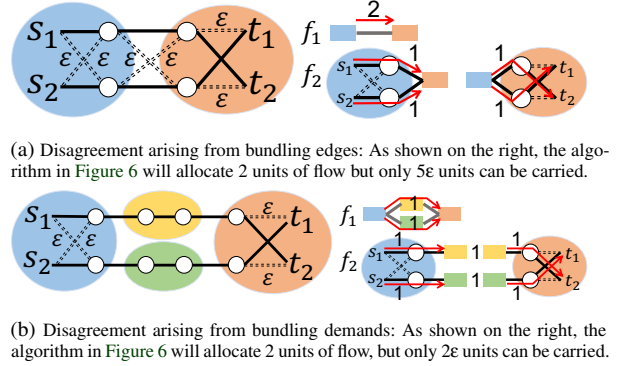 s₁ ε ε ε ε ε t₁
s₂ ε t₂
f₁ 2
f₂ s₁ 1 1 t₁
s₂ 1 1 t₂
(a) Disagreement arising from bundling edges: As shown on the right, the algo-
rithm in Figure 6 will allocate 2 units of flow but only 5ε units can be carried.
s₁ ε ε ε t₁
s₂ ε t₂
f₁ 1
1
f₂ s₁ 1 1 1 t₁
s₂ 1 1 1 t₂
(b) Disagreement arising from bundling demands: As shown on the right, the
algorithm in Figure 6 will allocate 2 units of flow, but only 2ε units can be carried.